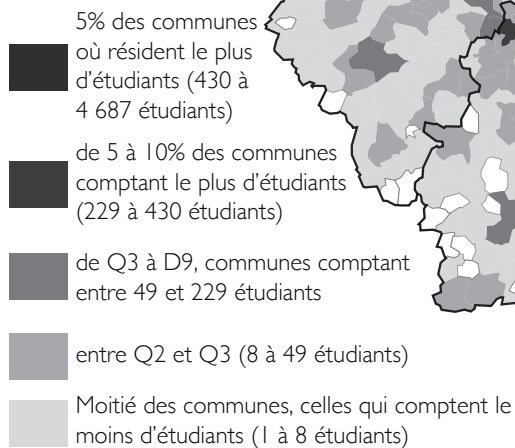 5% des communes
où résident le plus
d'étudiants (430 à
4 687 étudiants)
de 5 à 10% des communes
comptant le plus d'étudiants
(229 à 430 étudiants)
de Q3 à D9, communes comptant
entre 49 et 229 étudiants
entre Q2 et Q3 (8 à 49 étudiants)
Moitié des communes, celles qui comptent le
moins d'étudiants (1 à 8 étudiants)